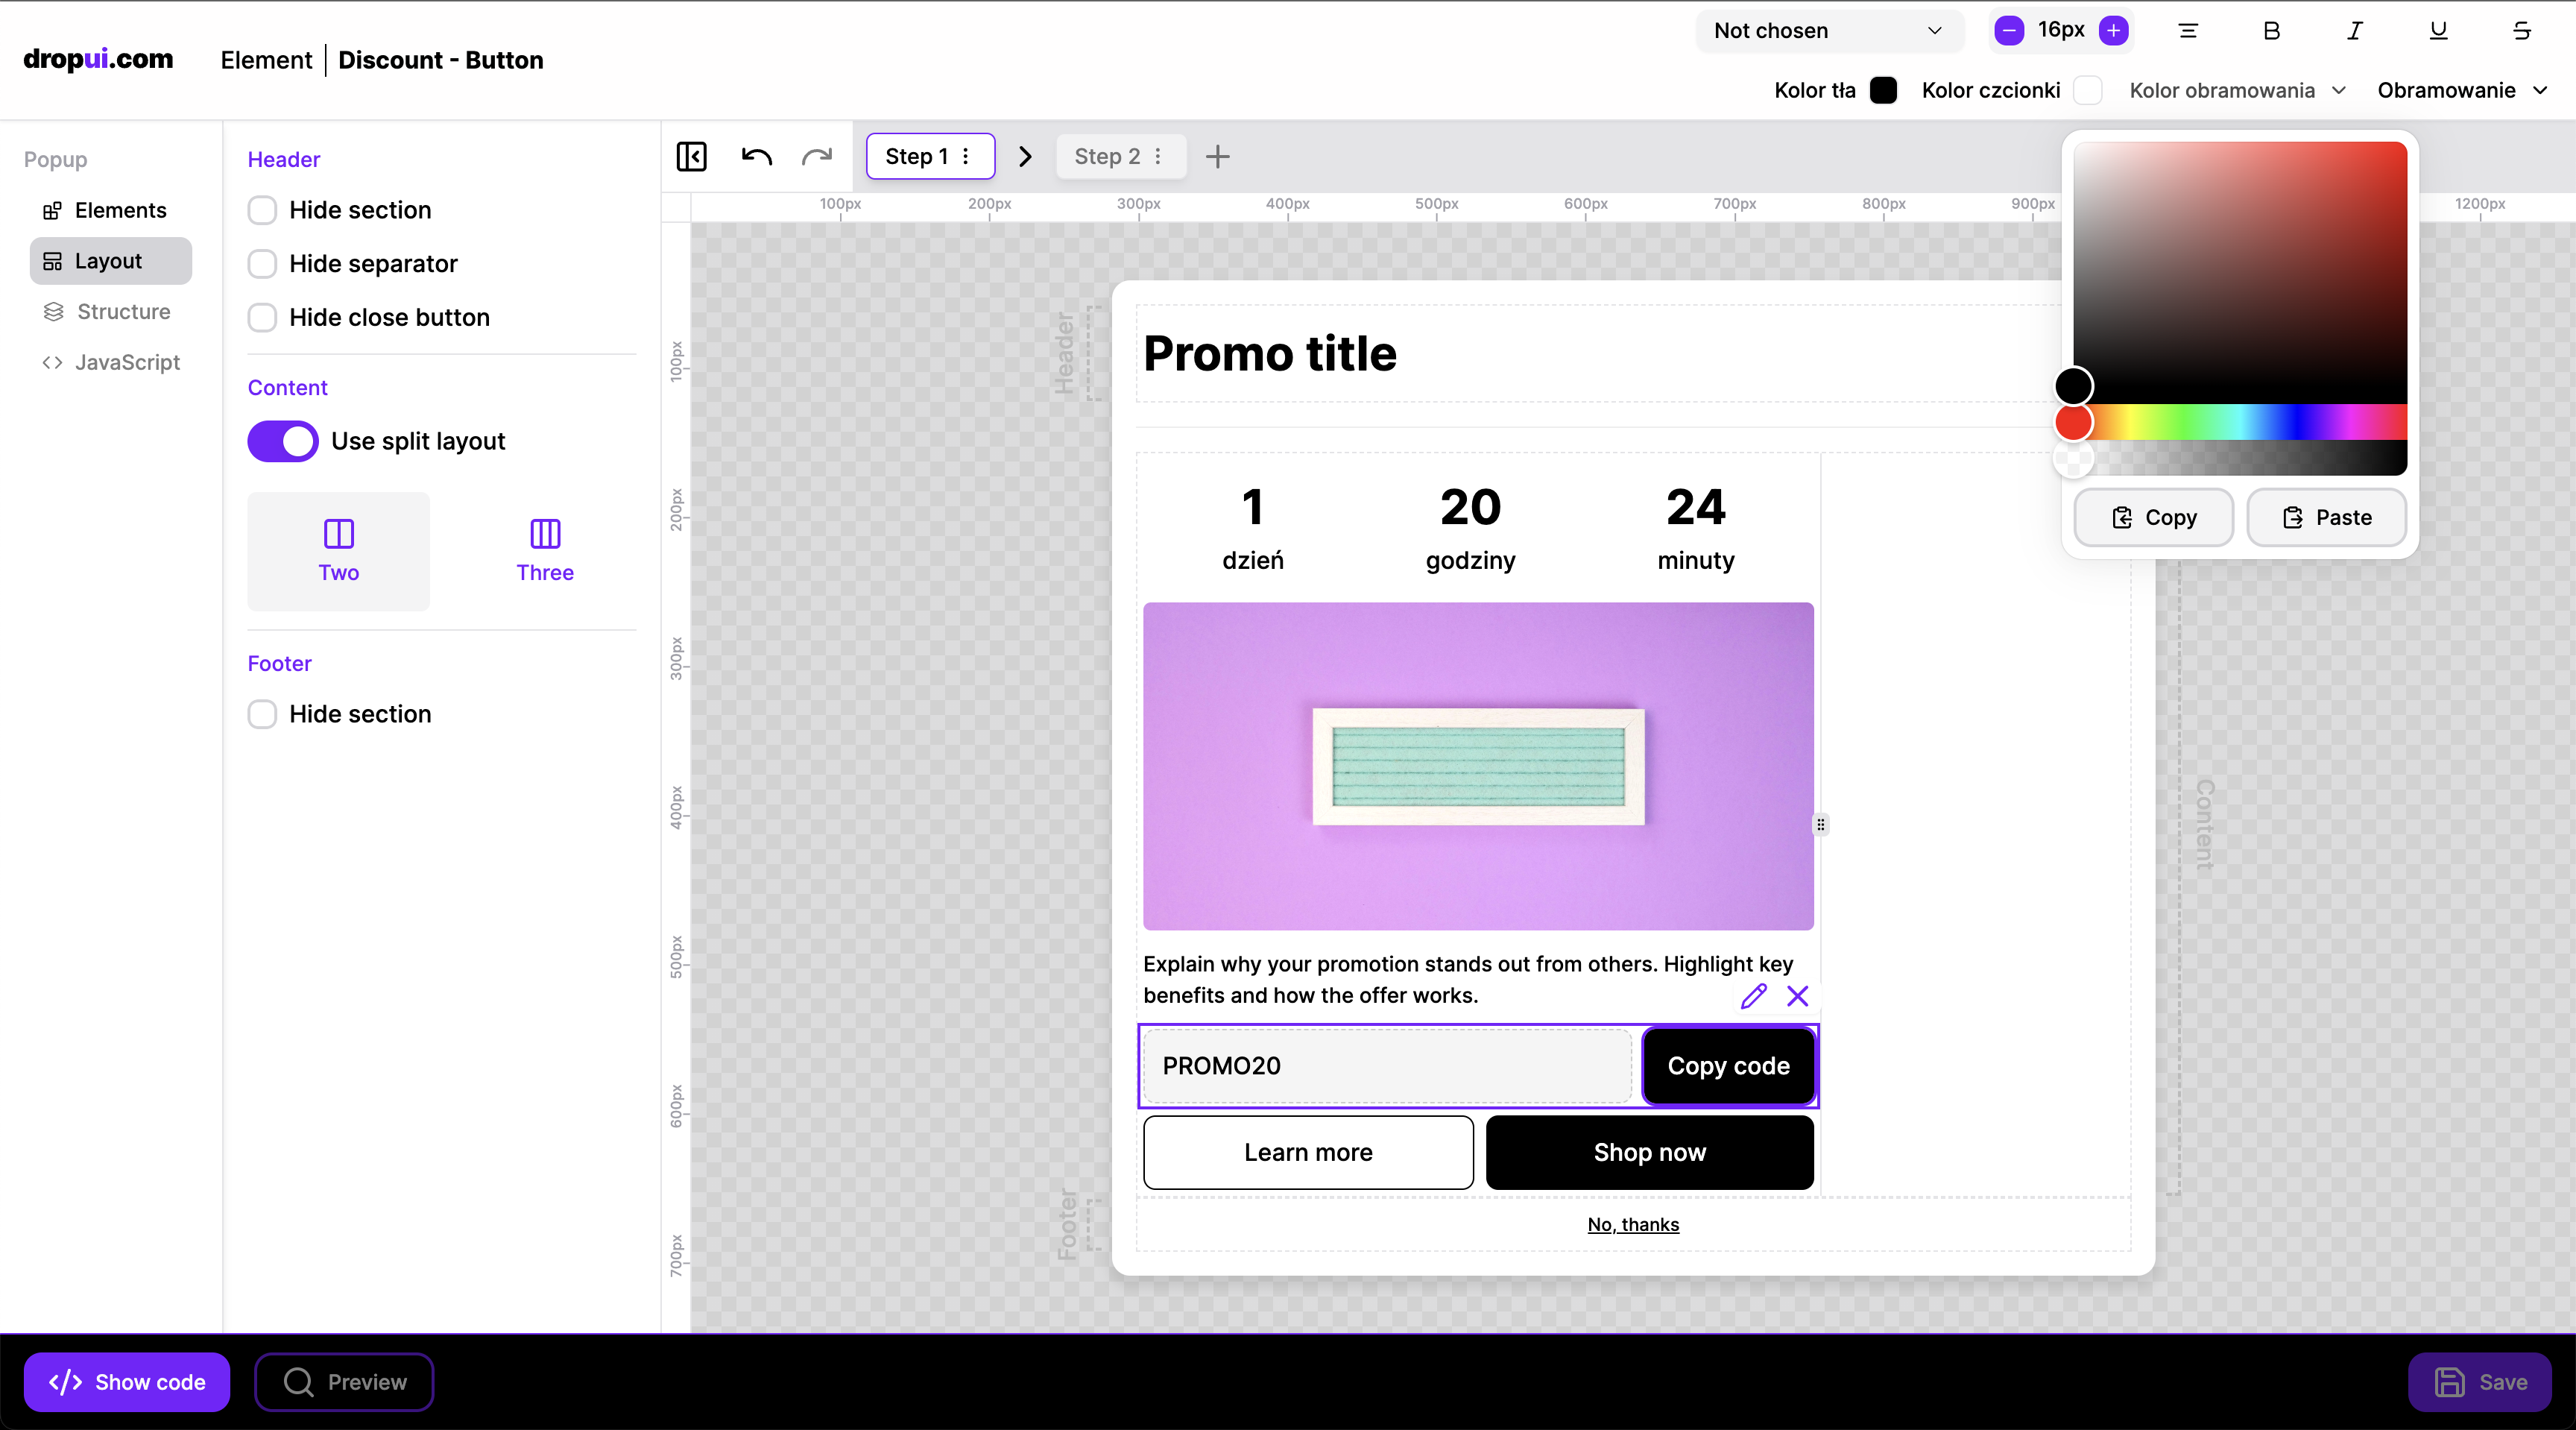 dropui.com
Element | Discount - Button
Not chosen
16px
B I U S
Kolor tła
Kolor czcionki
Kolor obramowania
Obramowanie
Popup
Elements
Layout
Structure
JavaScript
Header
Hide section
Hide separator
Hide close button
Content
Use split layout
Two
Three
Footer
Hide section
Step 1
Step 2
100px
200px
300px
400px
500px
600px
700px
800px
900px
1200px
100px
200px
300px
400px
500px
600px
700px
Copy
Paste
Header
Promo title
1
dzień
20
godziny
24
minuty
Content
Explain why your promotion stands out from others. Highlight key
benefits and how the offer works.
PROMO20
Copy code
Learn more
Shop now
Footer
No, thanks
Show code
Preview
Save